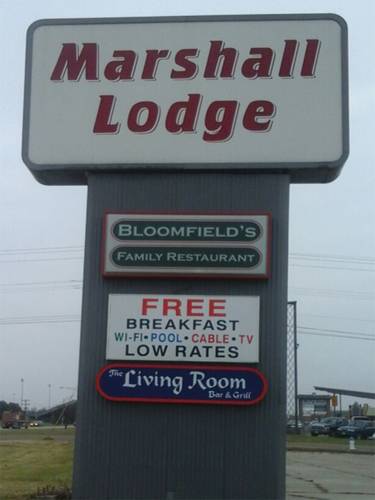 Marshall
Lodge
BLOOMFIELD'S
FAMILY RESTAURANT
FREE
BREAKFAST
WI-FI•POOL•CABLE•TV
LOW RATES
The Living Room
Bar & Grill